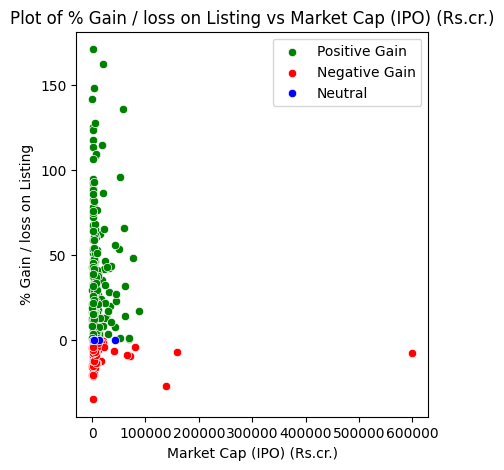 Plot of % Gain / loss on Listing vs Market Cap (IPO) (Rs.cr.)
Positive Gain
Negative Gain
Neutral
150
100
50
0
% Gain / loss on Listing
0 100000 200000 300000 400000 500000 600000
Market Cap (IPO) (Rs.cr.)